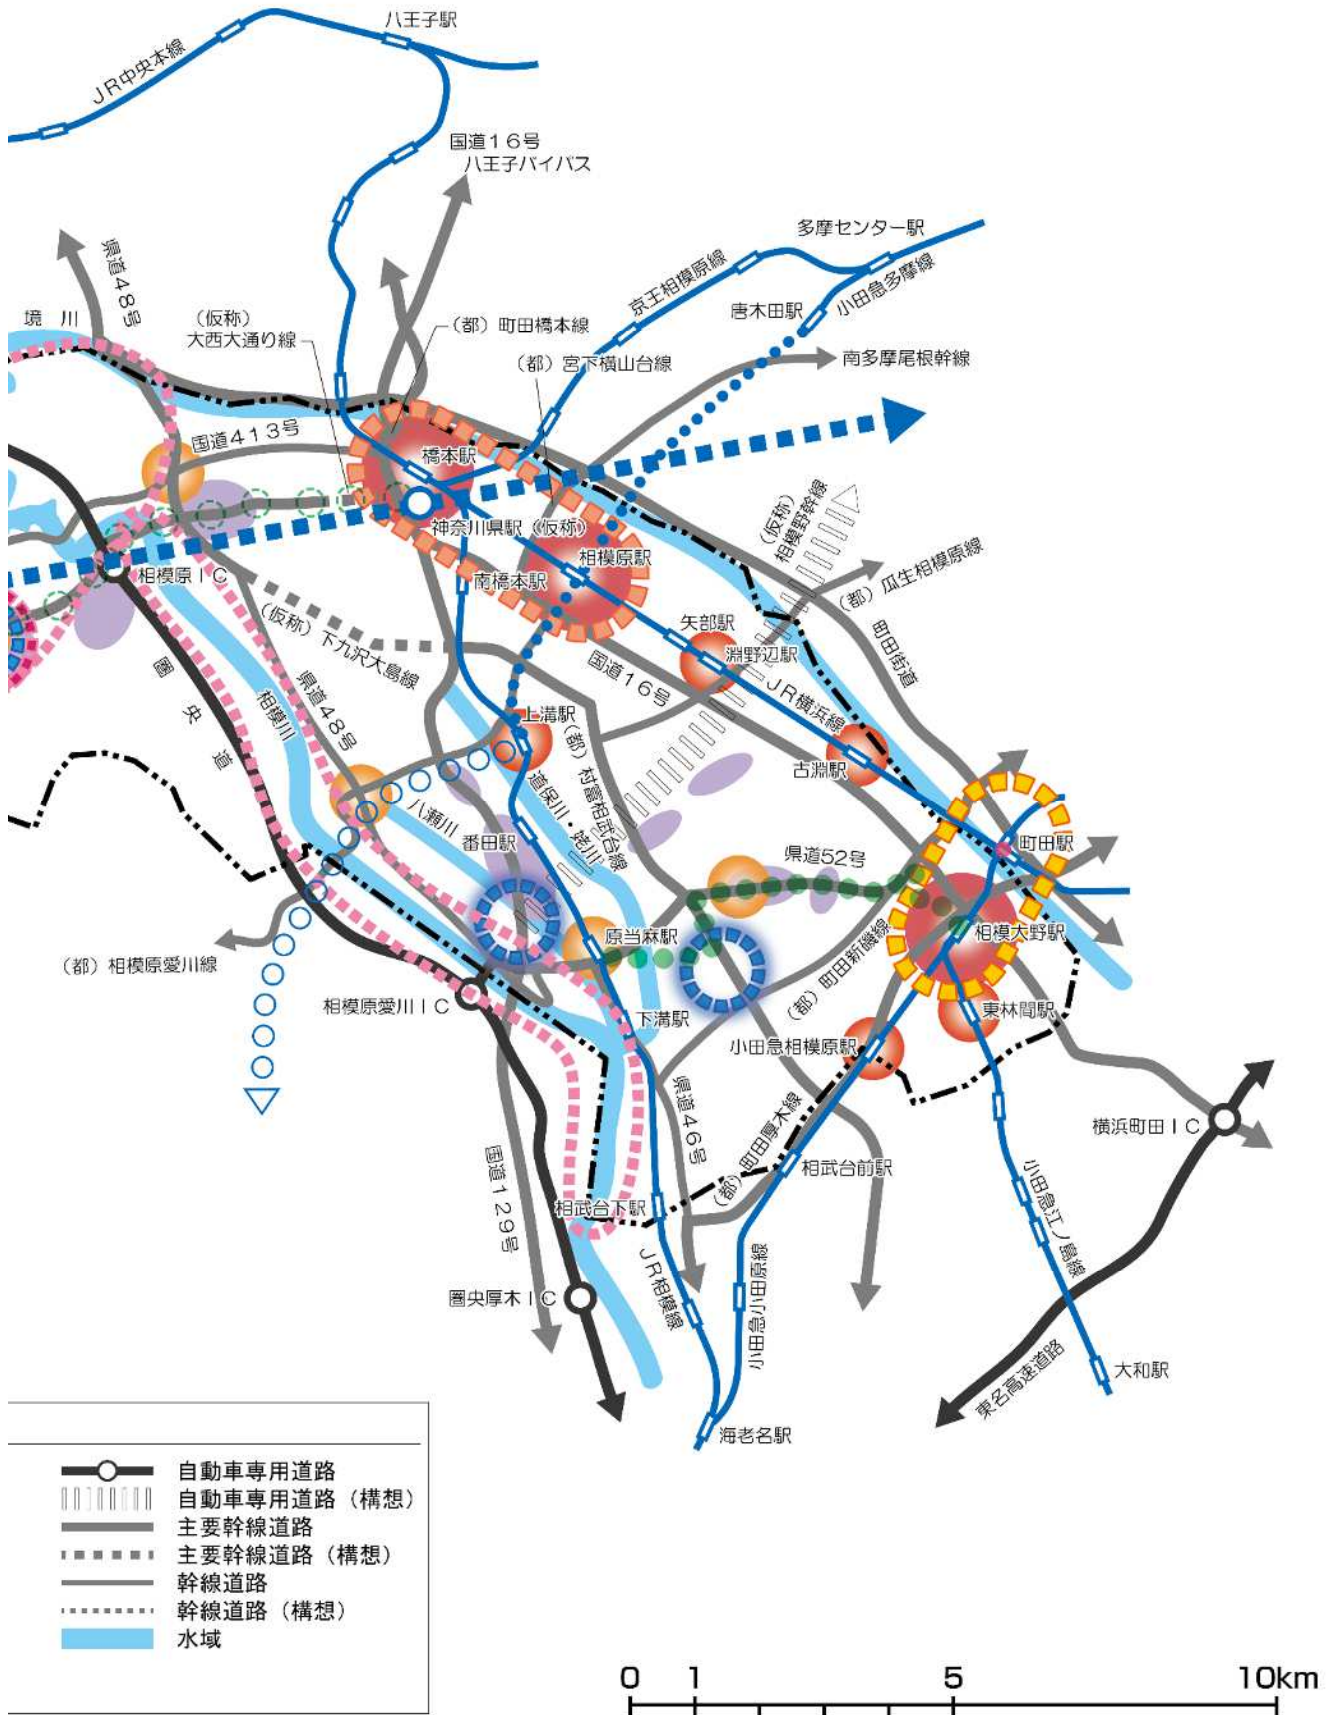 八王子駅
JR中央本線
国道16号
八王子バイパス
多摩センター駅
京王相模原線
小田急多摩線
唐木田駅
県道48号
境川
(仮称)
大西大通り線
(都)町田橋本線
(都)宮下横山台線
南多摩尾根幹線
国道413号
橋本駅
神奈川県駅(仮称)
(仮称)
相模野幹線
相模原駅
南橋本駅
相模原IC
(都)瓜生相模原線
(仮称)下九沢大島線
矢部駅
淵野辺駅
町田街道
国道16号
JR横浜線
圏央道
相模川
県道48号
上溝駅
(都)村富相武台線
古淵駅
道保川・姥川
八瀬川
番田駅
県道52号
町田駅
相模大野駅
原当麻駅
(都)町田新磯線
(都)相模原愛川線
相模原愛川IC
東林間駅
下溝駅
小田急相模原駅
県道46号
(都)町田厚木線
横浜町田IC
国道129号
相武台前駅
小田急江ノ島線
相武台下駅
JR相模線
小田急小田原線
圏央厚木IC
東名高速道路
大和駅
海老名駅
自動車専用道路
自動車専用道路(構想)
主要幹線道路
主要幹線道路(構想)
幹線道路
幹線道路(構想)
水域
0 1 5 10km